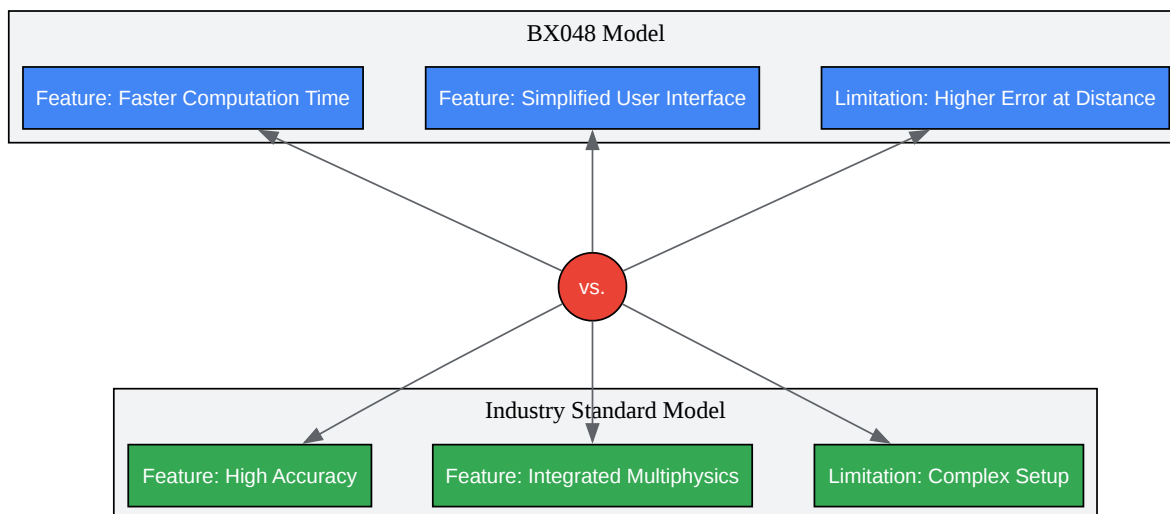 BX048 Model
Feature: Faster Computation Time
Feature: Simplified User Interface
Limitation: Higher Error at Distance
vs.
Industry Standard Model
Feature: High Accuracy
Feature: Integrated Multiphysics
Limitation: Complex Setup